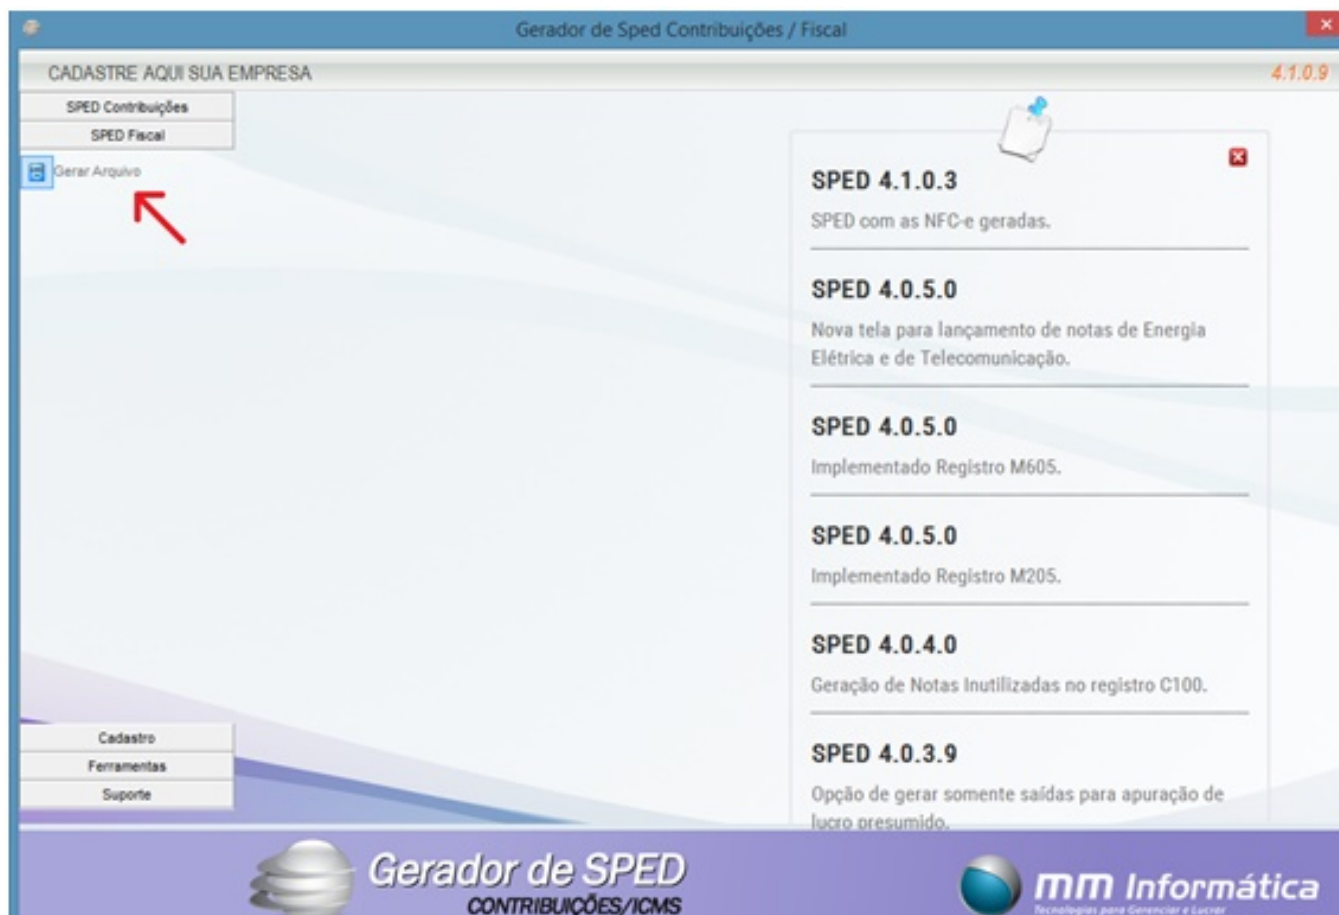 Gerador de Sped Contribuições / Fiscal
CADASTRE AQUI SUA EMPRESA
4.1.0.9
SPED Contribuições
SPED Fiscal
Gerar Arquivo
SPED 4.1.0.3
SPED com as NFC-e geradas.
SPED 4.0.5.0
Nova tela para lançamento de notas de Energia
Elétrica e de Telecomunicação.
SPED 4.0.5.0
Implementado Registro M605.
SPED 4.0.5.0
Implementado Registro M205.
SPED 4.0.4.0
Geração de Notas Inutilizadas no registro C100.
SPED 4.0.3.9
Opção de gerar somente saídas para apuração de
lucro presumido.
Cadastro
Ferramentas
Suporte
Gerador de SPED
CONTRIBUIÇÕES/ICMS
mm Informática
Tecnologias para Gerenciar e Lucrar